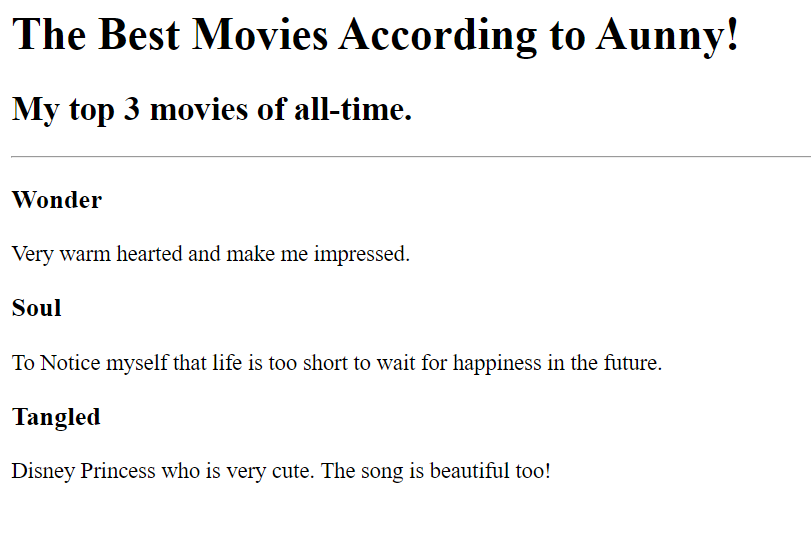 The Best Movies According to Aunny!
My top 3 movies of all-time.
Wonder
Very warm hearted and make me impressed.
Soul
To Notice myself that life is too short to wait for happiness in the future.
Tangled
Disney Princess who is very cute. The song is beautiful too!